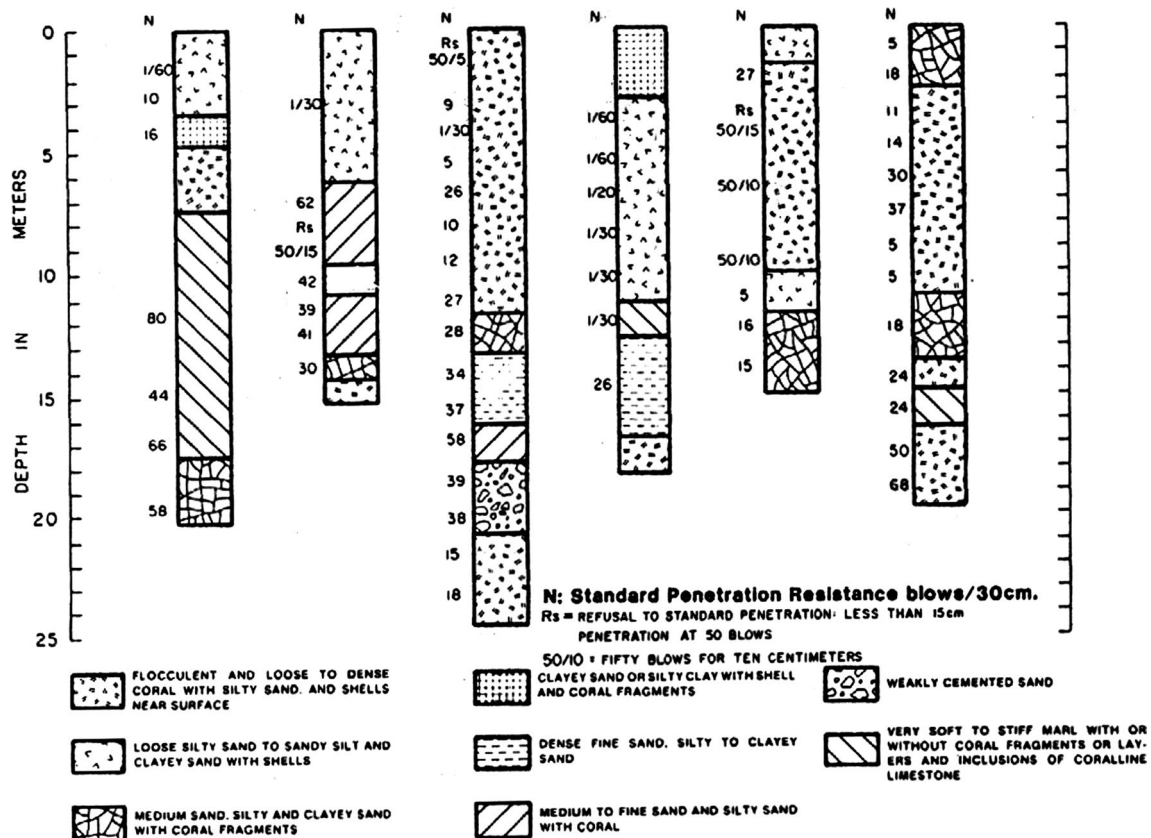 N N N N N N
0
5
10
15
20
25
DEPTH IN METERS
1/60
10
16
80
44
66
58
1/30
62
Rs
50/15
42
39
41
30
Rs
50/5
9
1/30
5
26
10
12
27
28
34
37
58
39
38
15
18
1/60
1/60
1/20
1/30
1/30
1/30
26
27
Rs
50/15
50/10
50/10
5
16
15
5
18
11
14
30
37
5
5
18
24
24
50
68
N: Standard Penetration Resistance blows/30cm.
Rs = REFUSAL TO STANDARD PENETRATION: LESS THAN 15cm
PENETRATION AT 50 BLOWS
50/10 = FIFTY BLOWS FOR TEN CENTIMETERS
FLOCCULENT AND LOOSE TO DENSE
CORAL WITH SILTY SAND. AND SHELLS
NEAR SURFACE
LOOSE SILTY SAND TO SANDY SILT AND
CLAYEY SAND WITH SHELLS
MEDIUM SAND. SILTY AND CLAYEY SAND
WITH CORAL FRAGMENTS
CLAYEY SAND OR SILTY CLAY WITH SHELL
AND CORAL FRAGMENTS
DENSE FINE SAND. SILTY TO CLAYEY
SAND
MEDIUM TO FINE SAND AND SILTY SAND
WITH CORAL
WEAKLY CEMENTED SAND
VERY SOFT TO STIFF MARL WITH OR
WITHOUT CORAL FRAGMENTS OR LAY-
ERS AND INCLUSIONS OF CORALLINE
LIMESTONE